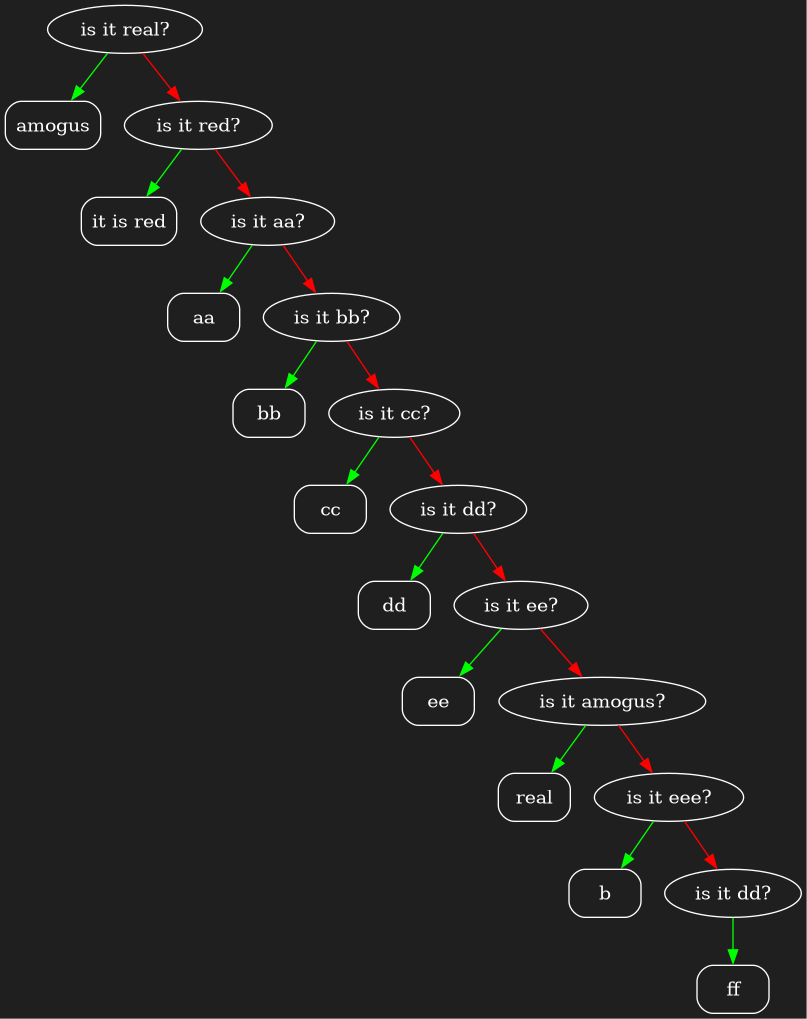 is it real?
amogus
is it red?
it is red
is it aa?
aa
is it bb?
bb
is it cc?
cc
is it dd?
dd
is it ee?
ee
is it amogus?
real
is it eee?
b
is it dd?
ff